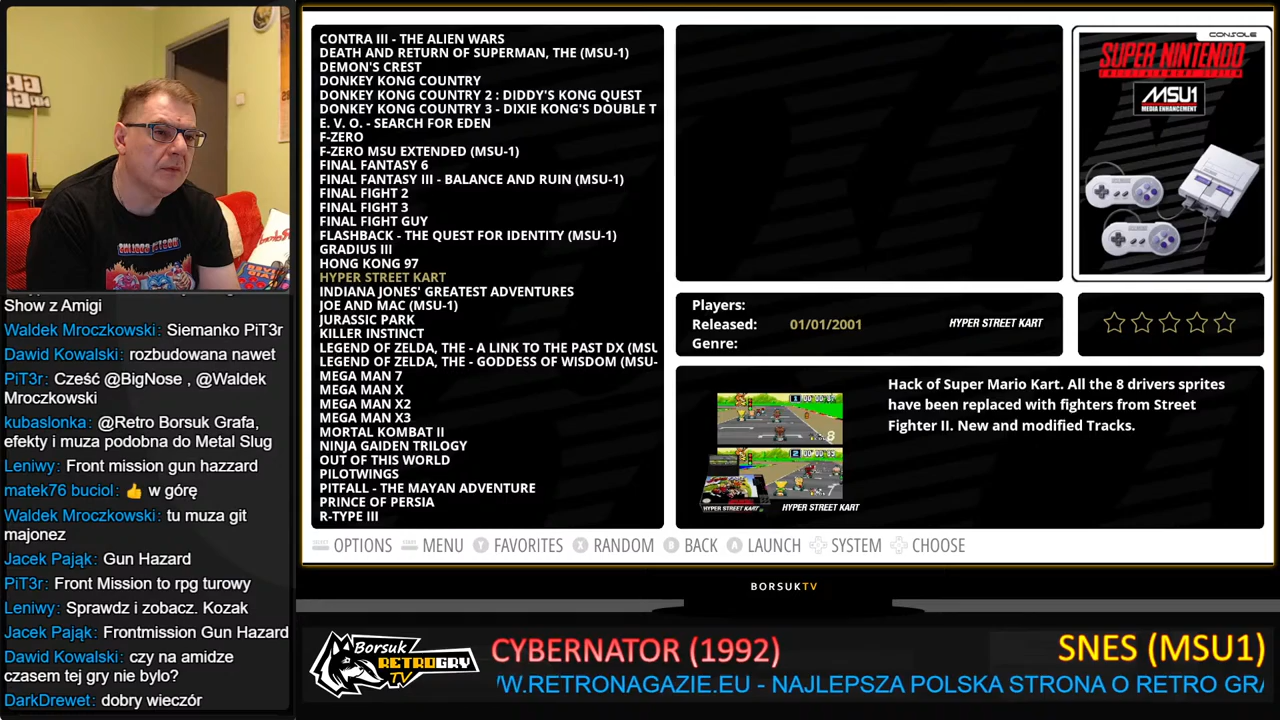 Show z Amigi
Waldek Mroczkowski: Siemanko PiT3r
Dawid Kowalski: rozbudowana nawet
PiT3r: Cześć @BigNose , @Waldek
Mroczkowski
kubaslonka: @Retro Borsuk Grafa,
efekty i muza podobna do Metal Slug
Leniwy: Front mission gun hazzard
matek76 buciol: 👍 w górę
Waldek Mroczkowski: tu muza git
majonez
Jacek Pająk: Gun Hazard
PiT3r: Front Mission to rpg turowy
Leniwy: Sprawdz i zobacz. Kozak
Jacek Pająk: Frontmission Gun Hazard
Dawid Kowalski: czy na amidze
czasem tej gry nie bylo?
DarkDrewet: dobry wieczór
CONTRA III - THE ALIEN WARS
DEATH AND RETURN OF SUPERMAN, THE (MSU-1)
DEMON'S CREST
DONKEY KONG COUNTRY
DONKEY KONG COUNTRY 2 : DIDDY'S KONG QUEST
DONKEY KONG COUNTRY 3 - DIXIE KONG'S DOUBLE T
E. V. O. - SEARCH FOR EDEN
F-ZERO
F-ZERO MSU EXTENDED (MSU-1)
FINAL FANTASY 6
FINAL FANTASY III - BALANCE AND RUIN (MSU-1)
FINAL FIGHT 2
FINAL FIGHT 3
FINAL FIGHT GUY
FLASHBACK - THE QUEST FOR IDENTITY (MSU-1)
GRADIUS III
HONG KONG 97
HYPER STREET KART
INDIANA JONES' GREATEST ADVENTURES
JOE AND MAC (MSU-1)
JURASSIC PARK
KILLER INSTINCT
LEGEND OF ZELDA, THE - A LINK TO THE PAST DX (MSU
LEGEND OF ZELDA, THE - GODDESS OF WISDOM (MSU-
MEGA MAN 7
MEGA MAN X
MEGA MAN X2
MEGA MAN X3
MORTAL KOMBAT II
NINJA GAIDEN TRILOGY
OUT OF THIS WORLD
PILOTWINGS
PITFALL - THE MAYAN ADVENTURE
PRINCE OF PERSIA
R-TYPE III
CONSOLE
SUPER NINTENDO
ENTERTAINMENT SYSTEM
MSU1
MEDIA ENHANCEMENT
Players:
Released: 01/01/2001
Genre:
HYPER STREET KART
Hack of Super Mario Kart. All the 8 drivers sprites
have been replaced with fighters from Street
Fighter II. New and modified Tracks.
HYPER STREET KART
HYPER STREET KART
OPTIONS MENU Y FAVORITES X RANDOM B BACK A LAUNCH SYSTEM CHOOSE
BORSUKTV
Borsuk
RETROGRY
TV
CYBERNATOR (1992)
SNES (MSU1)
W.RETRONAGAZIE.EU - NAJLEPSZA POLSKA STRONA O RETRO GRA